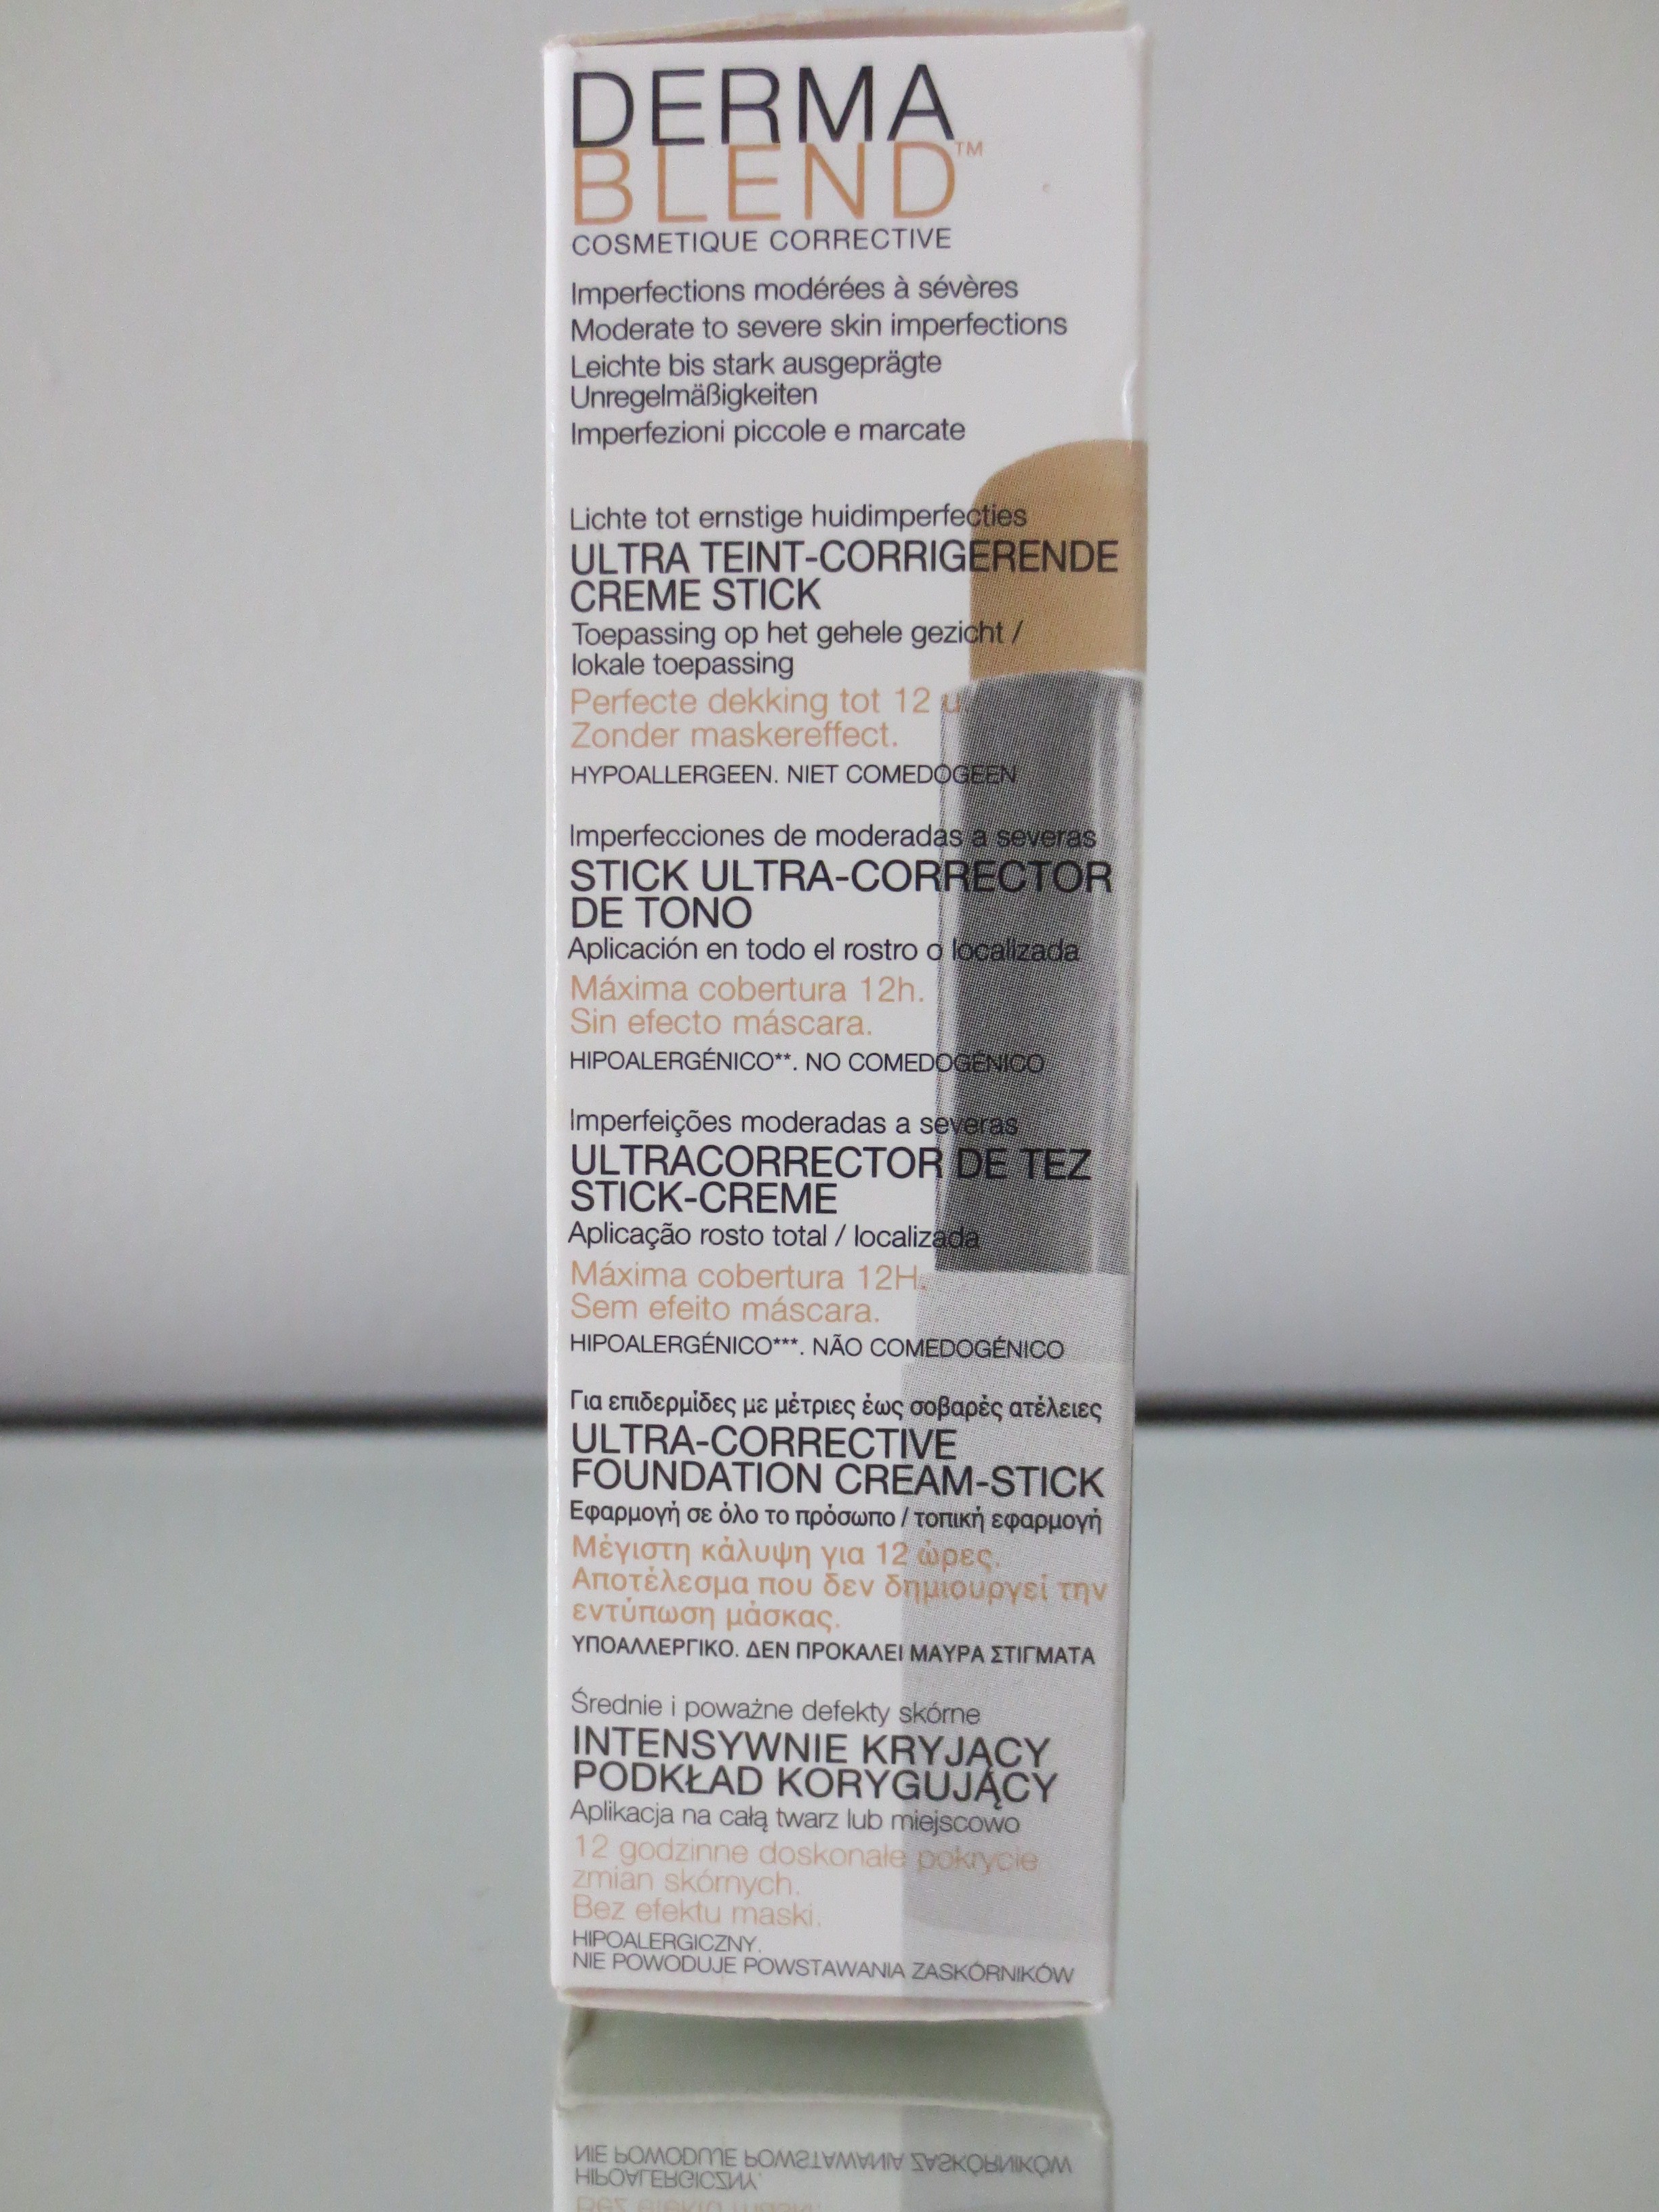 DERMA
BLEND™
COSMETIQUE CORRECTIVE
Imperfections modérées à sévères
Moderate to severe skin imperfections
Leichte bis stark ausgeprägte
Unregelmäßigkeiten
Imperfezioni piccole e marcate
Lichte tot ernstige huidimperfecties
ULTRA TEINT-CORRIGERENDE
CREME STICK
Toepassing op het gehele gezicht /
lokale toepassing
Perfecte dekking tot 12 u.
Zonder maskereffect.
HYPOALLERGEEN. NIET COMEDOGEEN
Imperfecciones de moderadas a severas
STICK ULTRA-CORRECTOR
DE TONO
Aplicación en todo el rostro o localizada
Máxima cobertura 12h.
Sin efecto máscara.
HIPOALERGÉNICO**. NO COMEDOGÉNICO
Imperfeições moderadas a severas
ULTRACORRECTOR DE TEZ
STICK-CREME
Aplicação rosto total / localizada
Máxima cobertura 12H.
Sem efeito máscara.
HIPOALERGÉNICO***. NÃO COMEDOGÉNICO
Για επιδερμίδες με μέτριες έως σοβαρές ατέλειες
ULTRA-CORRECTIVE
FOUNDATION CREAM-STICK
Εφαρμογή σε όλο το πρόσωπο / τοπική εφαρμογή
Μέγιστη κάλυψη για 12 ώρες.
Αποτέλεσμα που δεν δημιουργεί την
εντύπωση μάσκας.
ΥΠΟΑΛΛΕΡΓΙΚΟ. ΔΕΝ ΠΡΟΚΑΛΕΙ ΜΑΥΡΑ ΣΤΙΓΜΑΤΑ
Średnie i poważne defekty skórne
INTENSYWNIE KRYJĄCY
PODKŁAD KORYGUJĄCY
Aplikacja na całą twarz lub miejscowo
12 godzinne doskonałe pokrycie
zmian skórnych.
Bez efektu maski.
HIPOALERGICZNY.
NIE POWODUJE POWSTAWANIA ZASKÓRNIKÓW